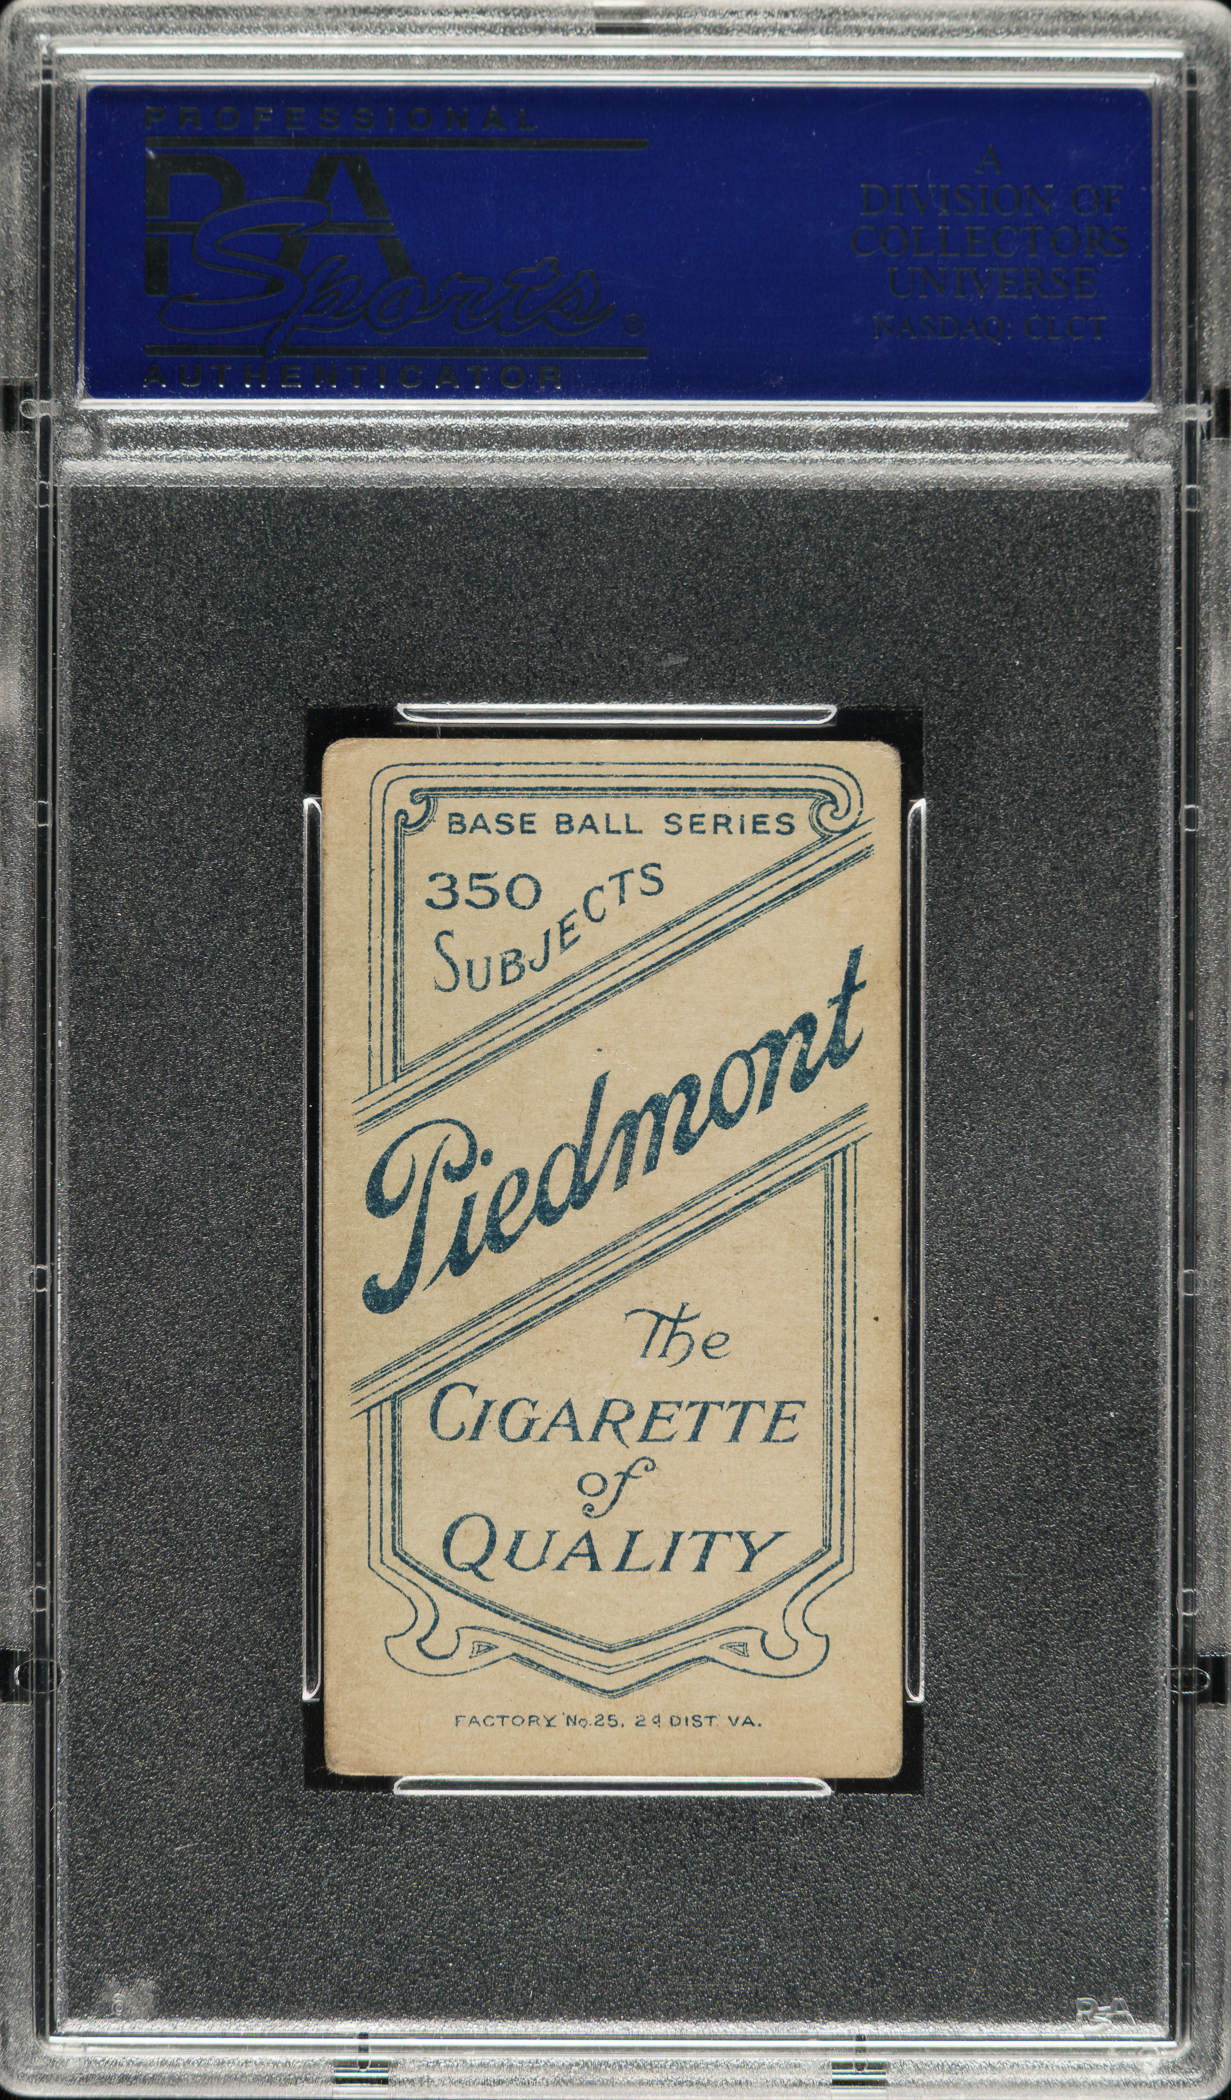 PROFESSIONAL
PSA
Sports®
AUTHENTICATOR
A
DIVISION OF
COLLECTORS
UNIVERSE
NASDAQ: CLCT
BASE BALL SERIES
350
SUBJECTS
Piedmont
The
CIGARETTE
of
QUALITY
FACTORY No. 25, 2d DIST. VA.
PSA